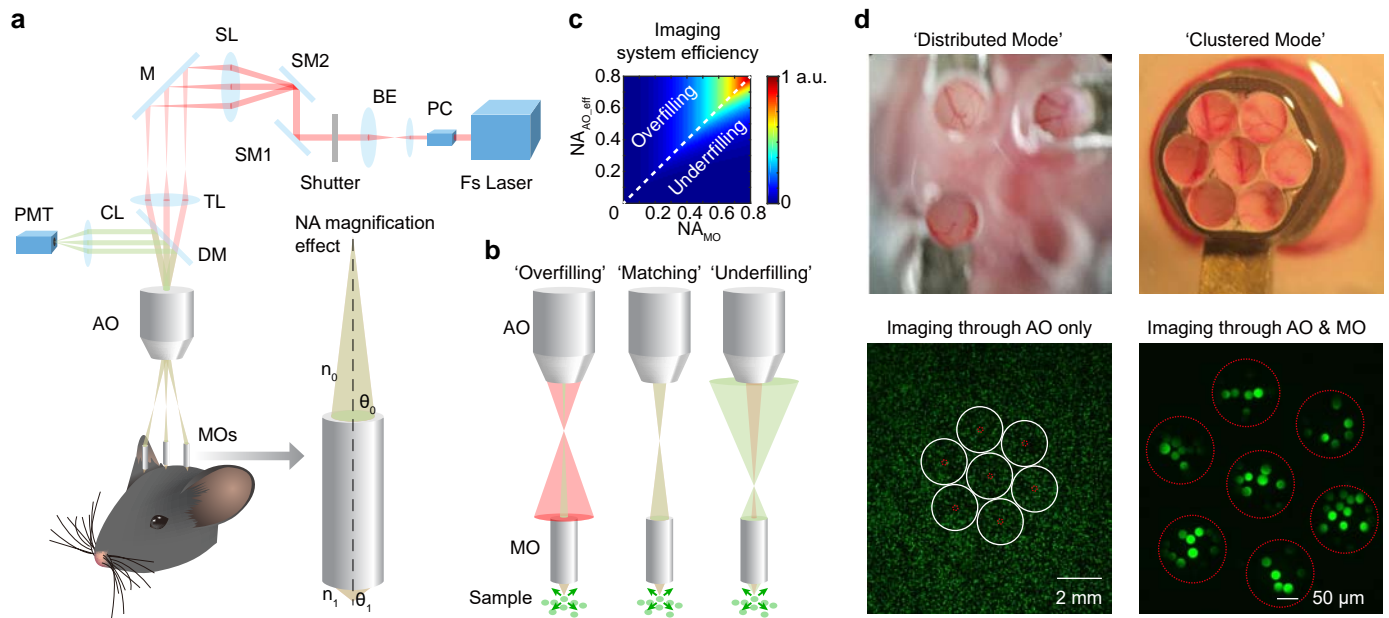 a
SL
M
SM2
BE
PC
SM1
Shutter
Fs Laser
TL
PMT
CL
DM
AO
MOs
NA magnification
effect
n0
θ0
n1
θ1
c
Imaging
system efficiency
0.8
0.6
0.4
0.2
0
0.2
0.4
0.6
0.8
NAAO_eff
NAMO
Overfilling
Underrfilling
1 a.u.
0
b
‘Overfilling’
‘Matching’
‘Underfilling’
AO
MO
Sample
d
‘Distributed Mode’
‘Clustered Mode’
Imaging through AO only
Imaging through AO & MO
2 mm
50 µm